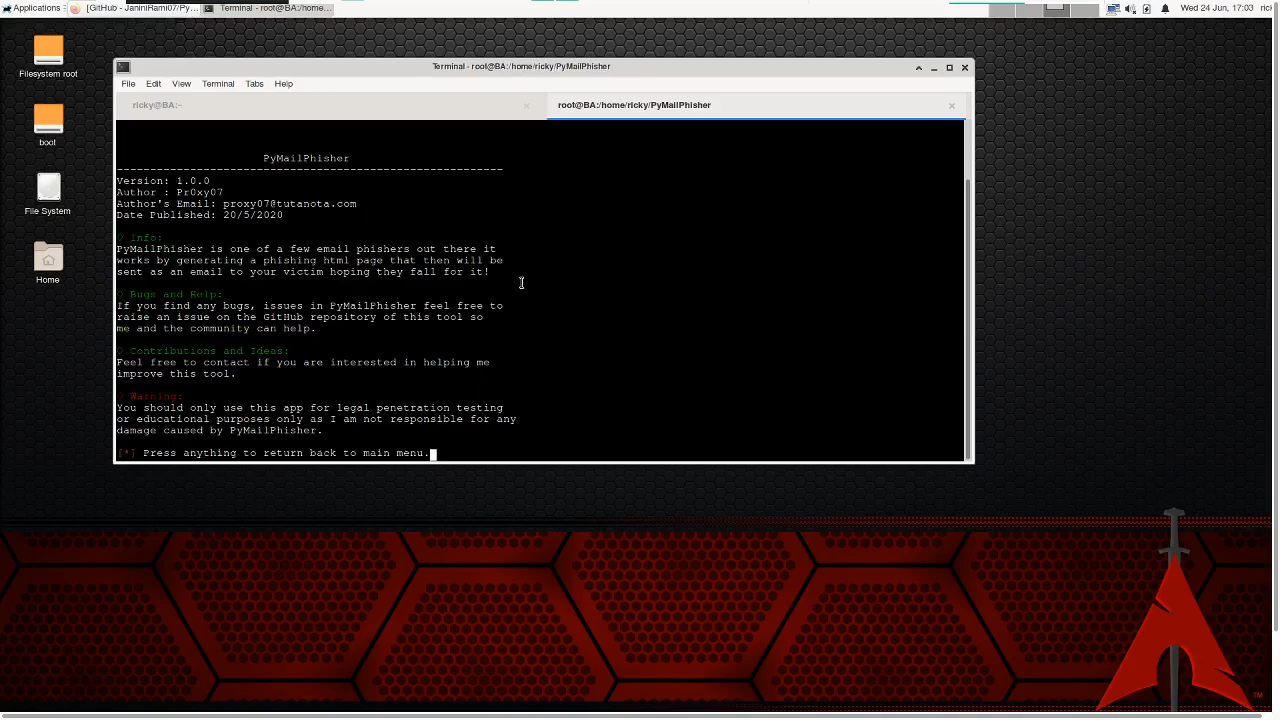 Applications
[GitHub - JaniniRami07/Py...
Terminal - root@BA:/home...
Wed 24 Jun, 17:03
Filesystem root
boot
File System
Home
Terminal - root@BA:/home/ricky/PyMailPhisher
File Edit View Terminal Tabs Help
ricky@BA:~
root@BA:/home/ricky/PyMailPhisher
PyMailPhisher
-----------------------------------------------------------
Version: 1.0.0
Author : Pr0xy07
Author's Email: proxy07@tutanota.com
Date Published: 20/5/2020
Info:
PyMailPhisher is one of a few email phishers out there it
works by generating a phishing html page that then will be
sent as an email to your victim hoping they fall for it!
Bugs and Help:
If you find any bugs, issues in PyMailPhisher feel free to
raise an issue on the GitHub repository of this tool so
me and the community can help.
Contributions and Ideas:
Feel free to contact if you are interested in helping me
improve this tool.
Warning:
You should only use this app for legal penetration testing
or educational purposes only as I am not responsible for any
damage caused by PyMailPhisher.
[*] Press anything to return back to main menu.
TM